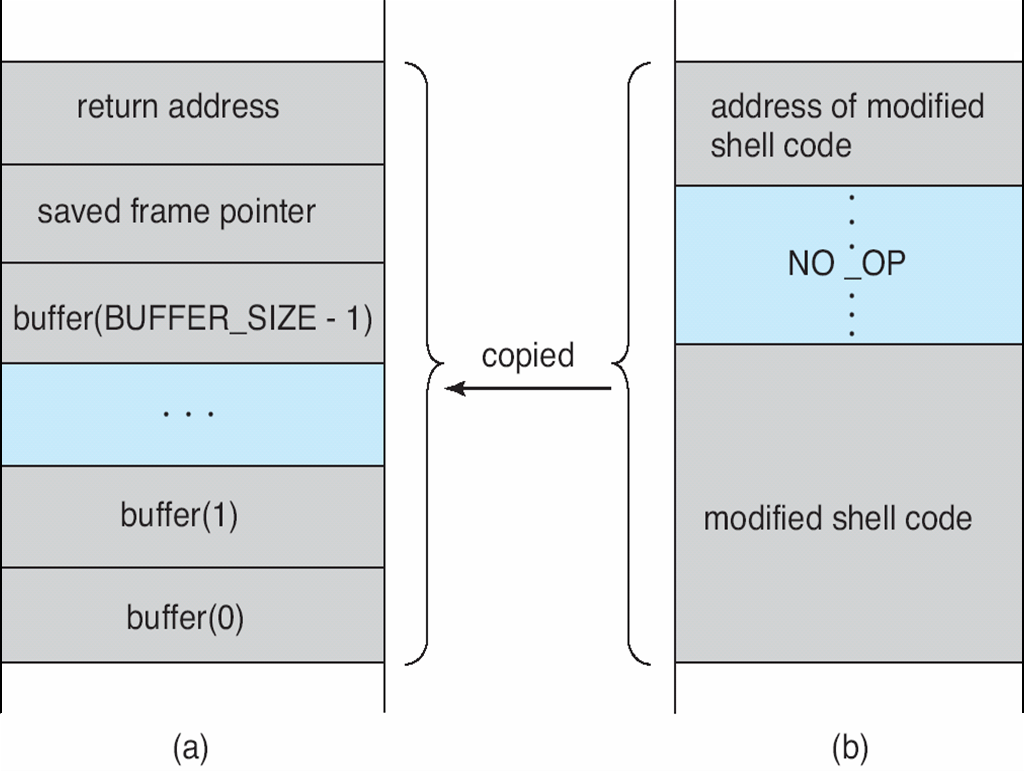 return address
saved frame pointer
buffer(BUFFER_SIZE - 1)
. . .
buffer(1)
buffer(0)
(a)
copied
address of modified
shell code
NO _OP
modified shell code
(b)